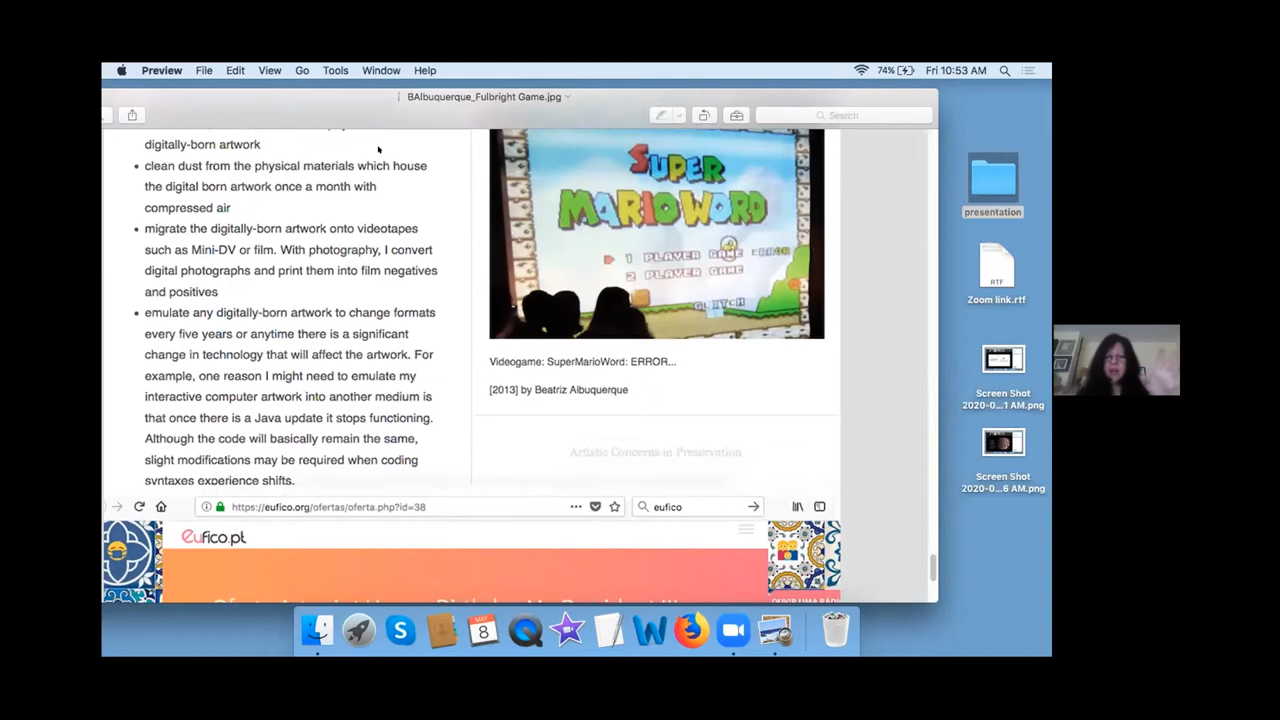 Preview File Edit View Go Tools Window Help
74% Fri 10:53 AM
BAlbuquerque_Fulbright Game.jpg
Search
digitally-born artwork
• clean dust from the physical materials which house
the digital born artwork once a month with
compressed air
• migrate the digitally-born artwork onto videotapes
such as Mini-DV or film. With photography, I convert
digital photographs and print them into film negatives
and positives
• emulate any digitally-born artwork to change formats
every five years or anytime there is a significant
change in technology that will affect the artwork. For
example, one reason I might need to emulate my
interactive computer artwork into another medium is
that once there is a Java update it stops functioning.
Although the code will basically remain the same,
slight modifications may be required when coding
syntaxes experience shifts.
SUPER
MARIO WORD
1 PLAYER GAME ERROR
2 PLAYER GAME
GLITCH
Videogame: SuperMarioWord: ERROR...
[2013] by Beatriz Albuquerque
Artistic Concerns in Preservation
https://eufico.org/ofertas/oferta.php?id=38
eufico
eufico.pt
presentation
RTF
Zoom link.rtf
Screen Shot
2020-0...1 AM.png
Screen Shot
2020-0...6 AM.png
MAY
8
S
W